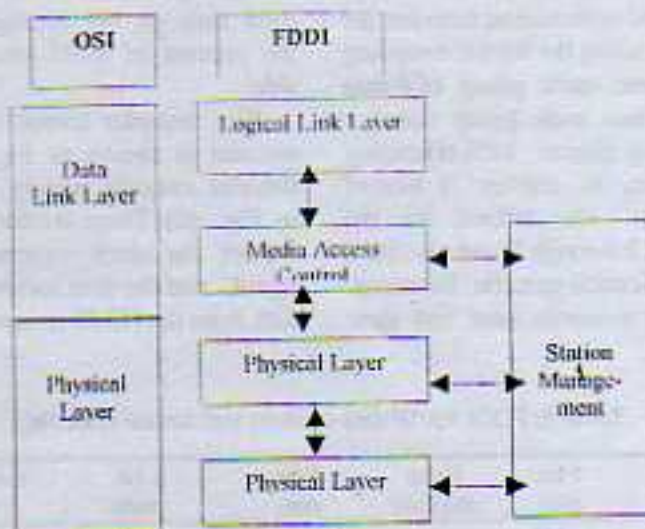 OSI
FDDI
Logical Link Layer
Data
Link Layer
Media Access
Control
Physical Layer
Station
Manage-
ment
Physical
Layer
Physical Layer